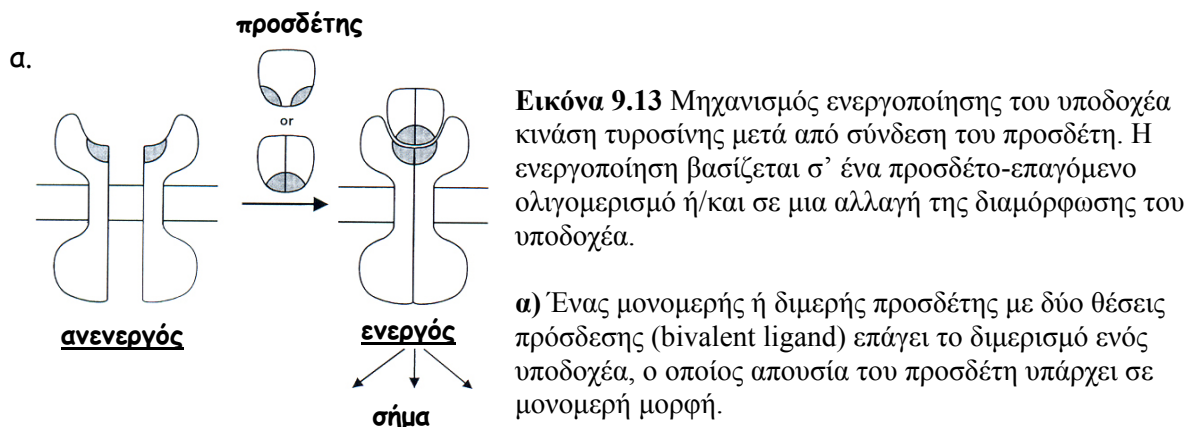 προσδέτης
α.
or
ανενεργός
ενεργός
σήμα
Εικόνα 9.13 Μηχανισμός ενεργοποίησης του υποδοχέα
κινάση τυροσίνης μετά από σύνδεση του προσδέτη. Η
ενεργοποίηση βασίζεται σ’ ένα προσδέτο-επαγόμενο
ολιγομερισμό ή/και σε μια αλλαγή της διαμόρφωσης του
υποδοχέα.
α) Ένας μονομερής ή διμερής προσδέτης με δύο θέσεις
πρόσδεσης (bivalent ligand) επάγει το διμερισμό ενός
υποδοχέα, ο οποίος απουσία του προσδέτη υπάρχει σε
μονομερή μορφή.